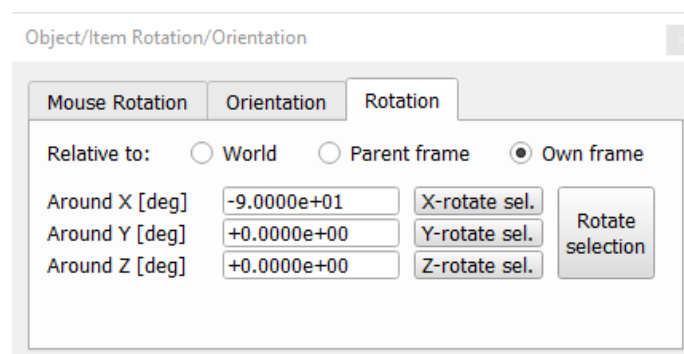 Object/Item Rotation/Orientation
Mouse Rotation Orientation Rotation
Relative to: World Parent frame Own frame
Around X [deg] -9.0000e+01 X-rotate sel.
Around Y [deg] +0.0000e+00 Y-rotate sel.
Around Z [deg] +0.0000e+00 Z-rotate sel.
Rotate
selection